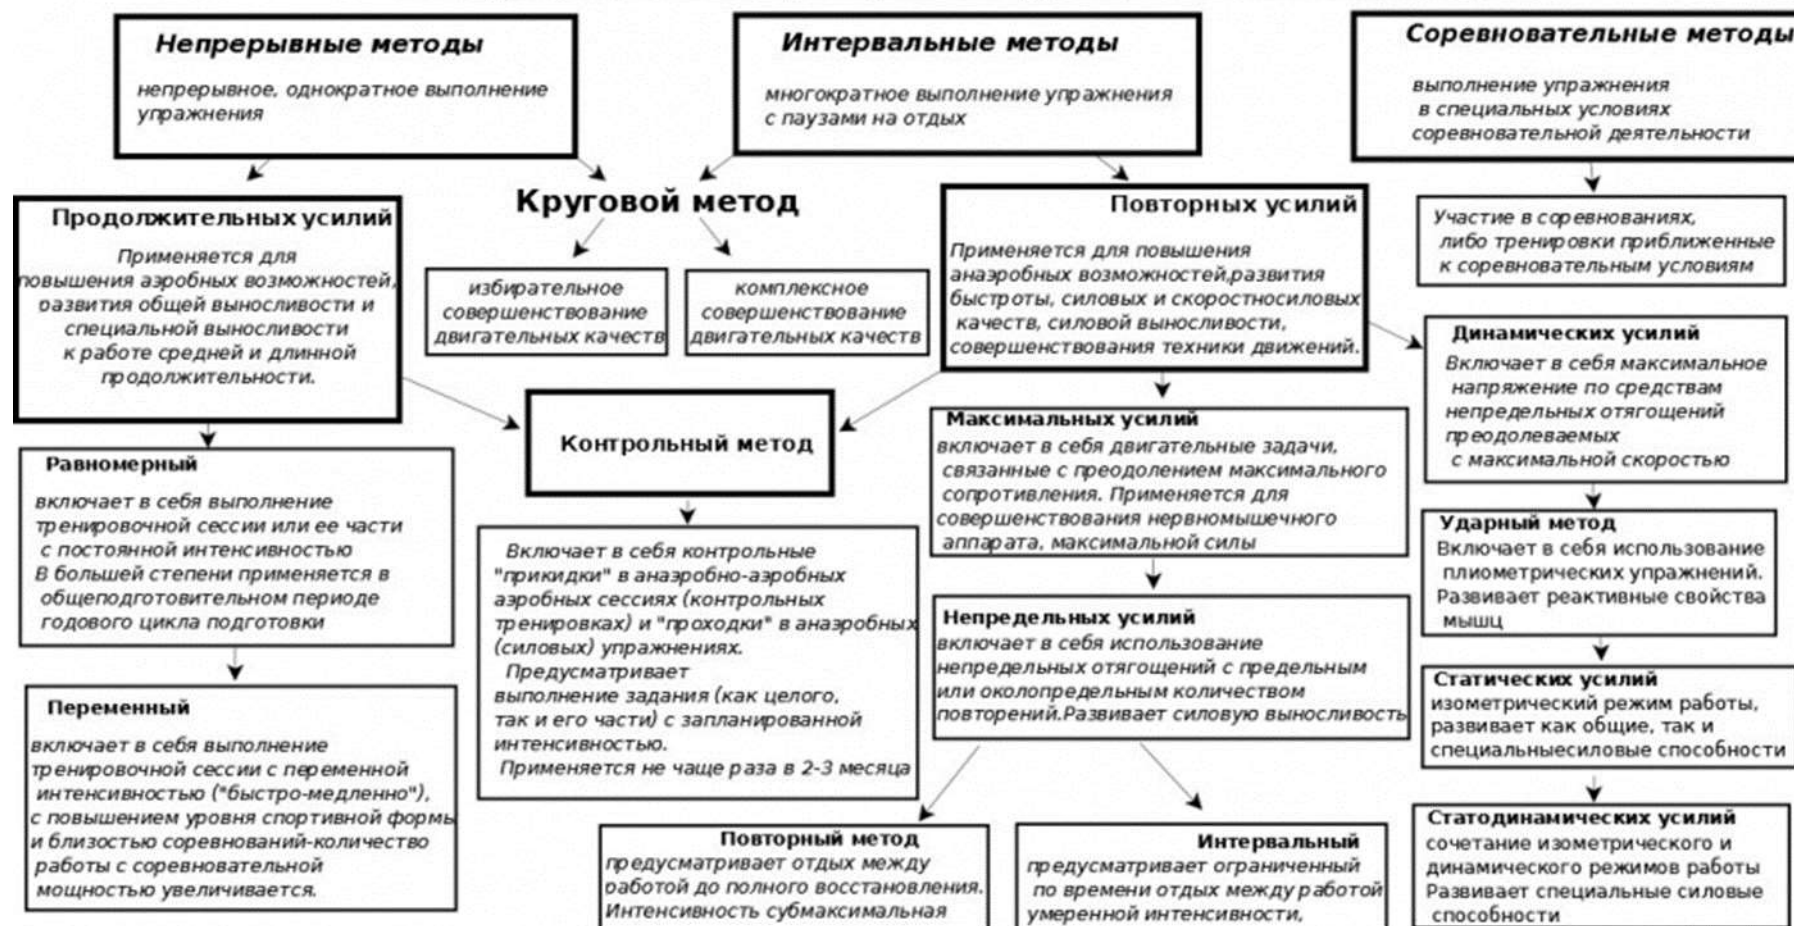 Непрерывные методы
непрерывное, однократное выполнение
упражнения
Интервальные методы
многократное выполнение упражнения
с паузами на отдых
Соревновательные методы
выполнение упражнения
в специальных условиях
соревновательной деятельности
Продолжительных усилий
Применяется для
повышения аэробных возможностей,
развития общей выносливости и
специальной выносливости
к работе средней и длинной
продолжительности.
Круговой метод
избирательное
совершенствование
двигательных качеств
комплексное
совершенствование
двигательных качеств
Повторных усилий
Применяется для повышения
анаэробных возможностей,развития
быстроты, силовых и скоростносиловых
качеств, силовой выносливости,
совершенствования техники движений.
Участие в соревнованиях,
либо тренировки приближенные
к соревновательным условиям
Динамических усилий
Включает в себя максимальное
напряжение по средствам
непредельных отягощений
преодолеваемых
с максимальной скоростью
Контрольный метод
Максимальных усилий
включает в себя двигательные задачи,
связанные с преодолением максимального
сопротивления. Применяется для
совершенствования нервномышечного
аппарата, максимальной силы
Равномерный
включает в себя выполнение
тренировочной сессии или ее части
с постоянной интенсивностью
В большей степени применяется в
общеподготовительном периоде
годового цикла подготовки
Включает в себя контрольные
"прикидки" в анаэробно-аэробных
аэробных сессиях (контрольных
тренировках) и "проходки" в анаэробных
(силовых) упражнениях.
Предусматривает
выполнение задания (как целого,
так и его части) с запланированной
интенсивностью.
Применяется не чаще раза в 2-3 месяца
Ударный метод
Включает в себя использование
плиометрических упражнений.
Развивает реактивные свойства
мышц
Непредельных усилий
включает в себя использование
непредельных отягощений с предельным
или околопредельным количеством
повторений.Развивает силовую выносливость
Статических усилий
изометрический режим работы,
развивает как общие, так и
специальныесиловые способности
Переменный
включает в себя выполнение
тренировочной сессии с переменной
интенсивностью ("быстро-медленно"),
с повышением уровня спортивной формы
и близостью соревнований-количество
работы с соревновательной
мощностью увеличивается.
Повторный метод
предусматривает отдых между
работой до полного восстановления.
Интенсивность субмаксимальная
Интервальный
предусматривает ограниченный
по времени отдых между работой
умеренной интенсивности,
Статодинамических усилий
сочетание изометрического и
динамического режимов работы
Развивает специальные силовые
способности